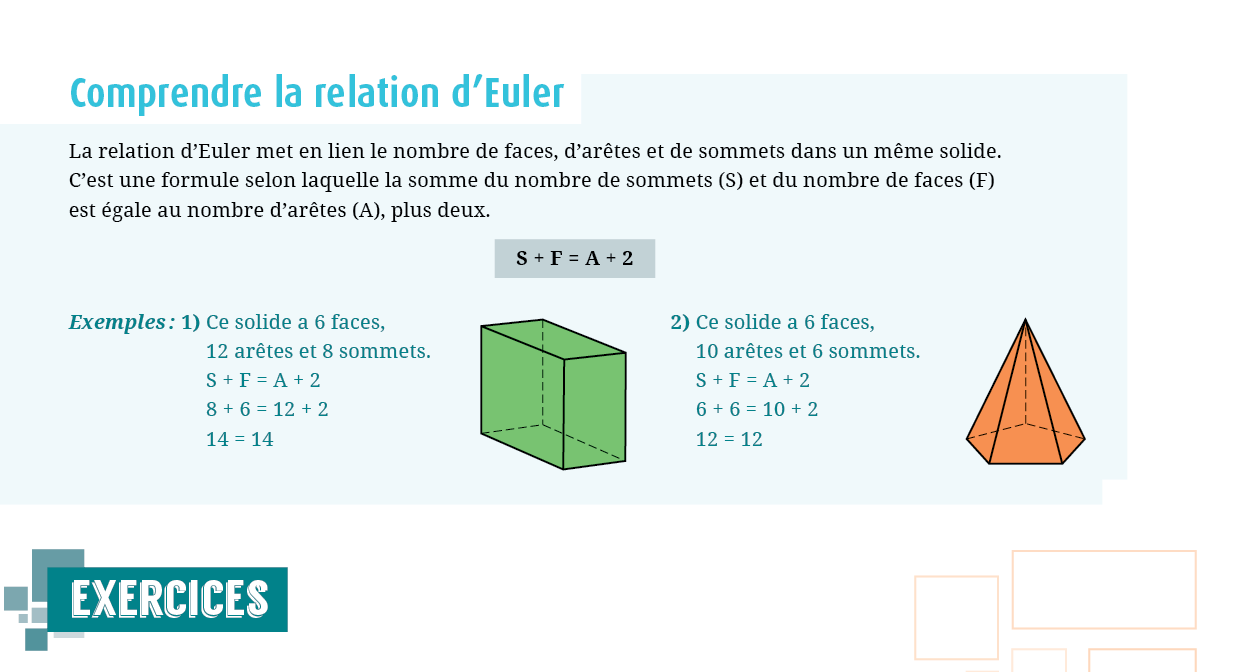 Comprendre la relation d’Euler
La relation d’Euler met en lien le nombre de faces, d’arêtes et de sommets dans un même solide.
C’est une formule selon laquelle la somme du nombre de sommets (S) et du nombre de faces (F)
est égale au nombre d’arêtes (A), plus deux.
S + F = A + 2
Exemples : 1) Ce solide a 6 faces,
12 arêtes et 8 sommets.
S + F = A + 2
8 + 6 = 12 + 2
14 = 14
2) Ce solide a 6 faces,
10 arêtes et 6 sommets.
S + F = A + 2
6 + 6 = 10 + 2
12 = 12
EXERCICES